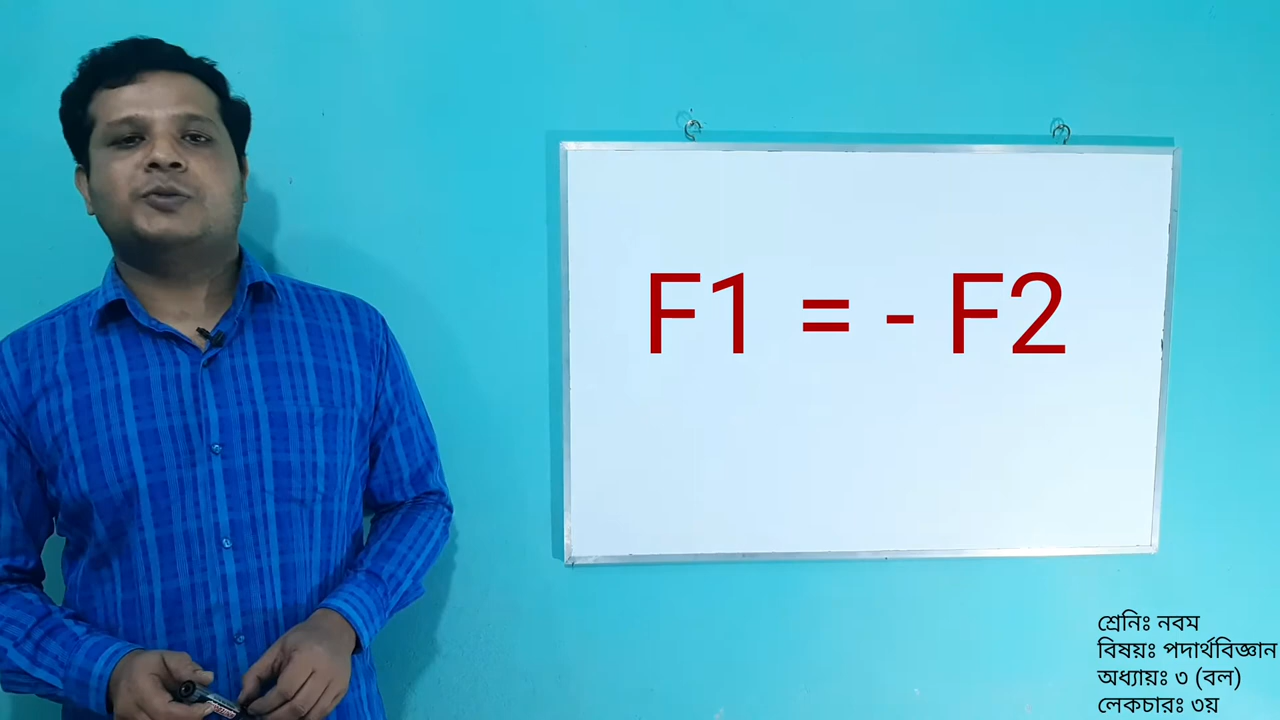 F1 = - F2
শ্রেনিঃ নবম
বিষয়ঃ পদার্থবিজ্ঞান
অধ্যায়ঃ ৩ (বল)
লেকচারঃ ৩য়